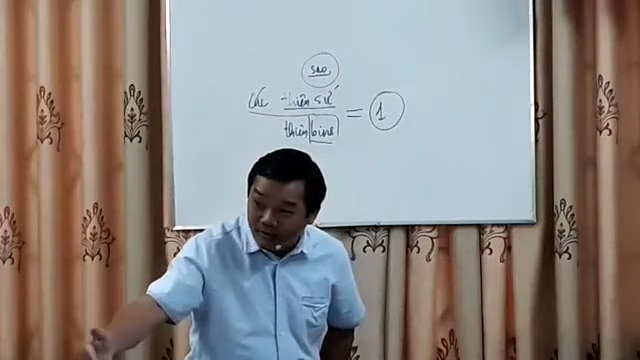 sao
các thiên sứ
thiên binh
= 1